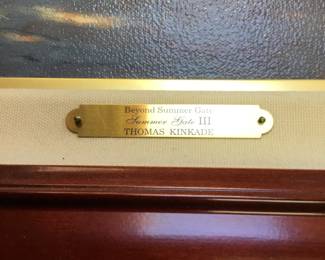 Beyond Summer Gate
Summer Gate III
THOMAS KINKADE